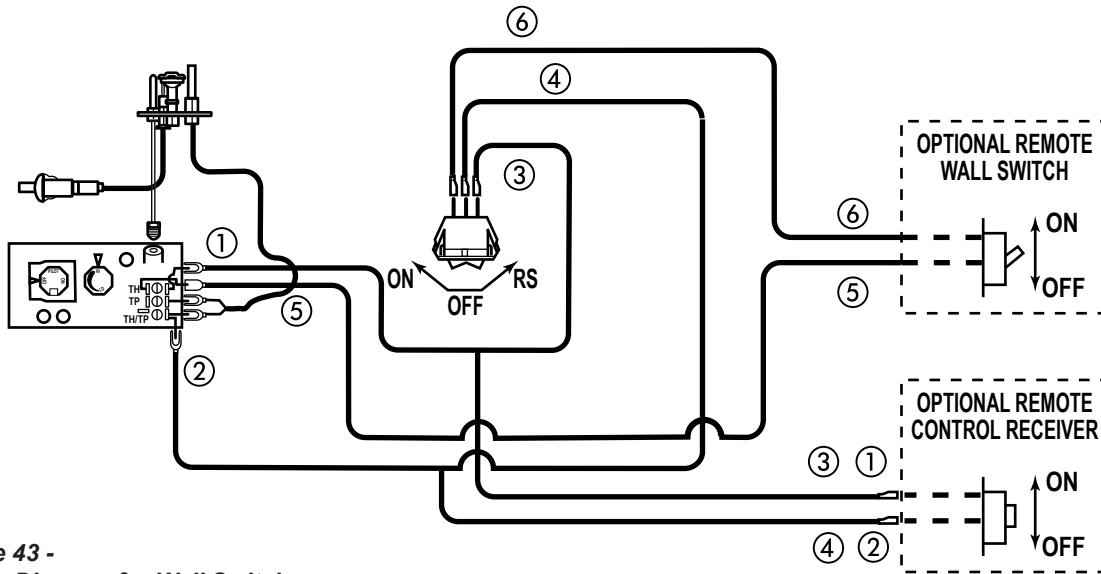 ⑥
④
③
OPTIONAL REMOTE
WALL SWITCH
⑥
ON
⑤
OFF
①
ON
OFF
RS
TH
TP
TH/TP
⑤
②
OPTIONAL REMOTE
CONTROL RECEIVER
③ ①
ON
④ ②
OFF
e 43 -